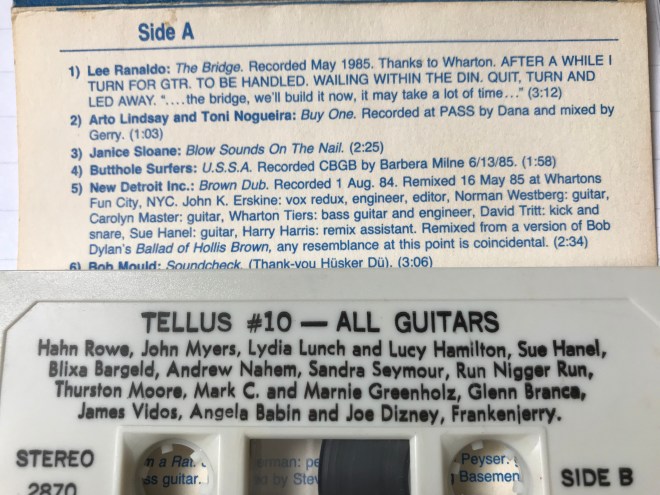 Side A
1) Lee Ranaldo: The Bridge. Recorded May 1985. Thanks to Wharton. AFTER A WHILE I
TURN FOR GTR. TO BE HANDLED. WAILING WITHIN THE DIN. QUIT, TURN AND
LED AWAY. "....the bridge, we'll build it now, it may take a lot of time..." (3:12)
2) Arto Lindsay and Toni Nogueira: Buy One. Recorded at PASS by Dana and mixed by
Gerry. (1:03)
3) Janice Sloane: Blow Sounds On The Nail. (2:25)
4) Butthole Surfers: U.S.S.A. Recorded CBGB by Barbera Milne 6/13/85. (1:58)
5) New Detroit Inc.: Brown Dub. Recorded 1 Aug. 84. Remixed 16 May 85 at Whartons
Fun City, NYC. John K. Erskine: vox redux, engineer, editor, Norman Westberg: guitar,
Carolyn Master: guitar, Wharton Tiers: bass guitar and engineer, David Tritt: kick and
snare, Sue Hanel: guitar, Harry Harris: remix assistant. Remixed from a version of Bob
Dylan's Ballad of Hollis Brown, any resemblance at this point is coincidental. (2:34)
6) Bob Mould: Soundcheck. (Thank-you Hüsker Dü). (3:06)
TELLUS #10 — ALL GUITARS
Hahn Rowe, John Myers, Lydia Lunch and Lucy Hamilton, Sue Hanel,
Blixa Bargeld, Andrew Nahem, Sandra Seymour, Run Nigger Run,
Thurston Moore, Mark C. and Marnie Greenholz, Glenn Branca,
James Vidos, Angela Babin and Joe Dizney, Frankenjerry.
STEREO
2870
SIDE B
erman: pe
Peyser:
ss guitar.
by Stev
Basemen